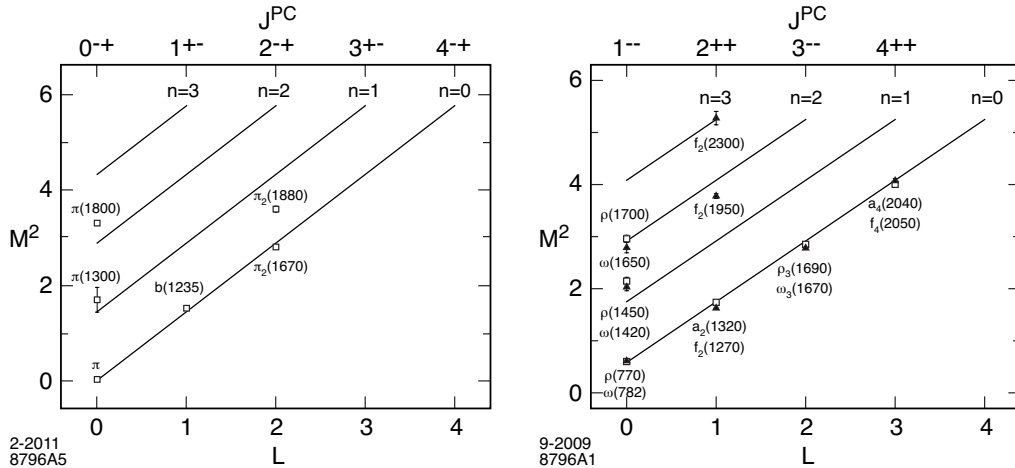 J^PC
0-+ 1+- 2-+ 3+- 4-+
6
n=3 n=2 n=1 n=0
π(1800)
π₂(1880)
4
M²
π(1300)
b(1235)
π₂(1670)
2
π
0
0 1 2 3 4
L
2-2011
8796A5
J^PC
1-- 2++ 3-- 4++
6
n=3 n=2 n=1 n=0
f₂(2300)
4
ρ(1700)
f₂(1950)
a₄(2040)
f₄(2050)
M²
ω(1650)
ρ₃(1690)
ω₃(1670)
2
ρ(1450)
ω(1420)
a₂(1320)
f₂(1270)
ρ(770)
ω(782)
0
0 1 2 3 4
L
9-2009
8796A1